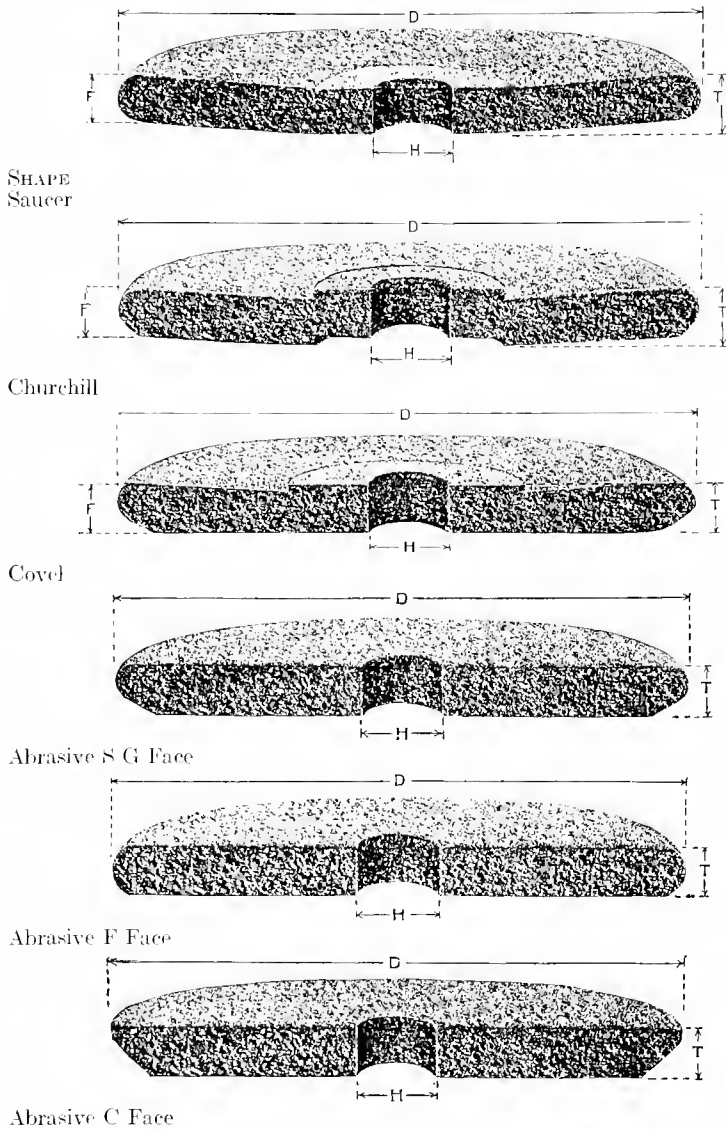 D
F
T
H
SHAPE
Saucer
D
F
T
H
Churchill
D
F
T
H
Covel
D
T
H
Abrasive S G Face
D
T
H
Abrasive F Face
D
T
H
Abrasive C Face